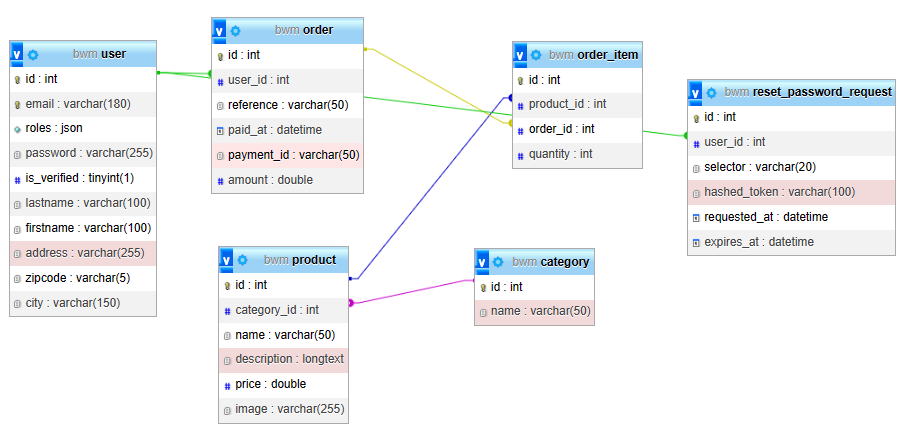 v bwm user
id : int
email : varchar(180)
roles : json
password : varchar(255)
is_verified : tinyint(1)
lastname : varchar(100)
firstname : varchar(100)
address : varchar(255)
zipcode : varchar(5)
city : varchar(150)
v bwm order
id : int
# user_id : int
reference : varchar(50)
paid_at : datetime
payment_id : varchar(50)
# amount : double
v bwm order_item
id : int
# product_id : int
# order_id : int
# quantity : int
v bwm reset_password_request
id : int
# user_id : int
selector : varchar(20)
hashed_token : varchar(100)
requested_at : datetime
expires_at : datetime
v bwm product
id : int
# category_id : int
name : varchar(50)
description : longtext
# price : double
image : varchar(255)
v bwm category
id : int
name : varchar(50)